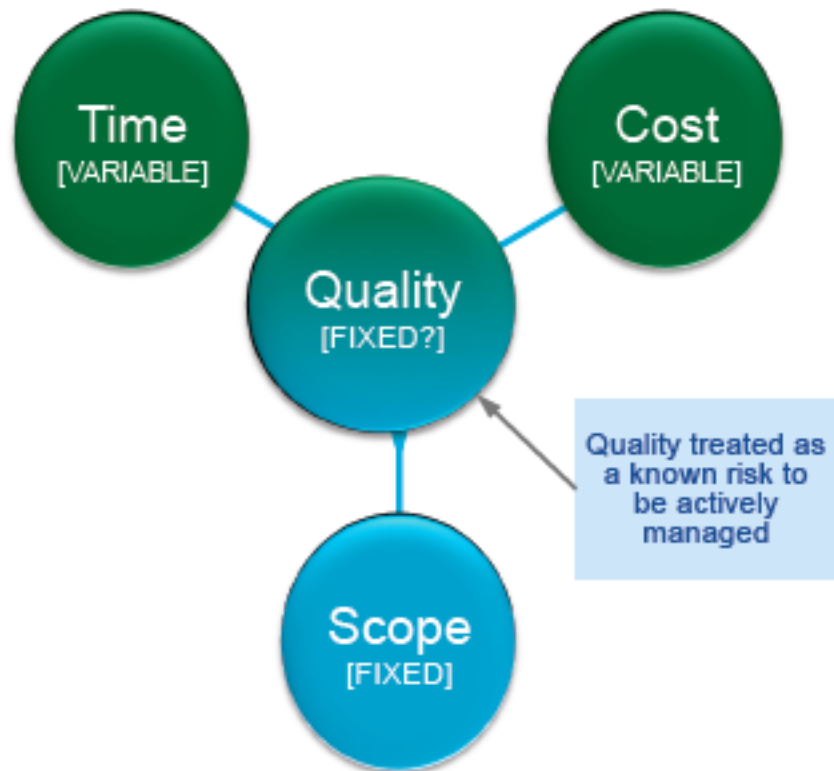 Time
[VARIABLE]
Cost
[VARIABLE]
Quality
[FIXED?]
Quality treated as
a known risk to
be actively
managed
Scope
[FIXED]